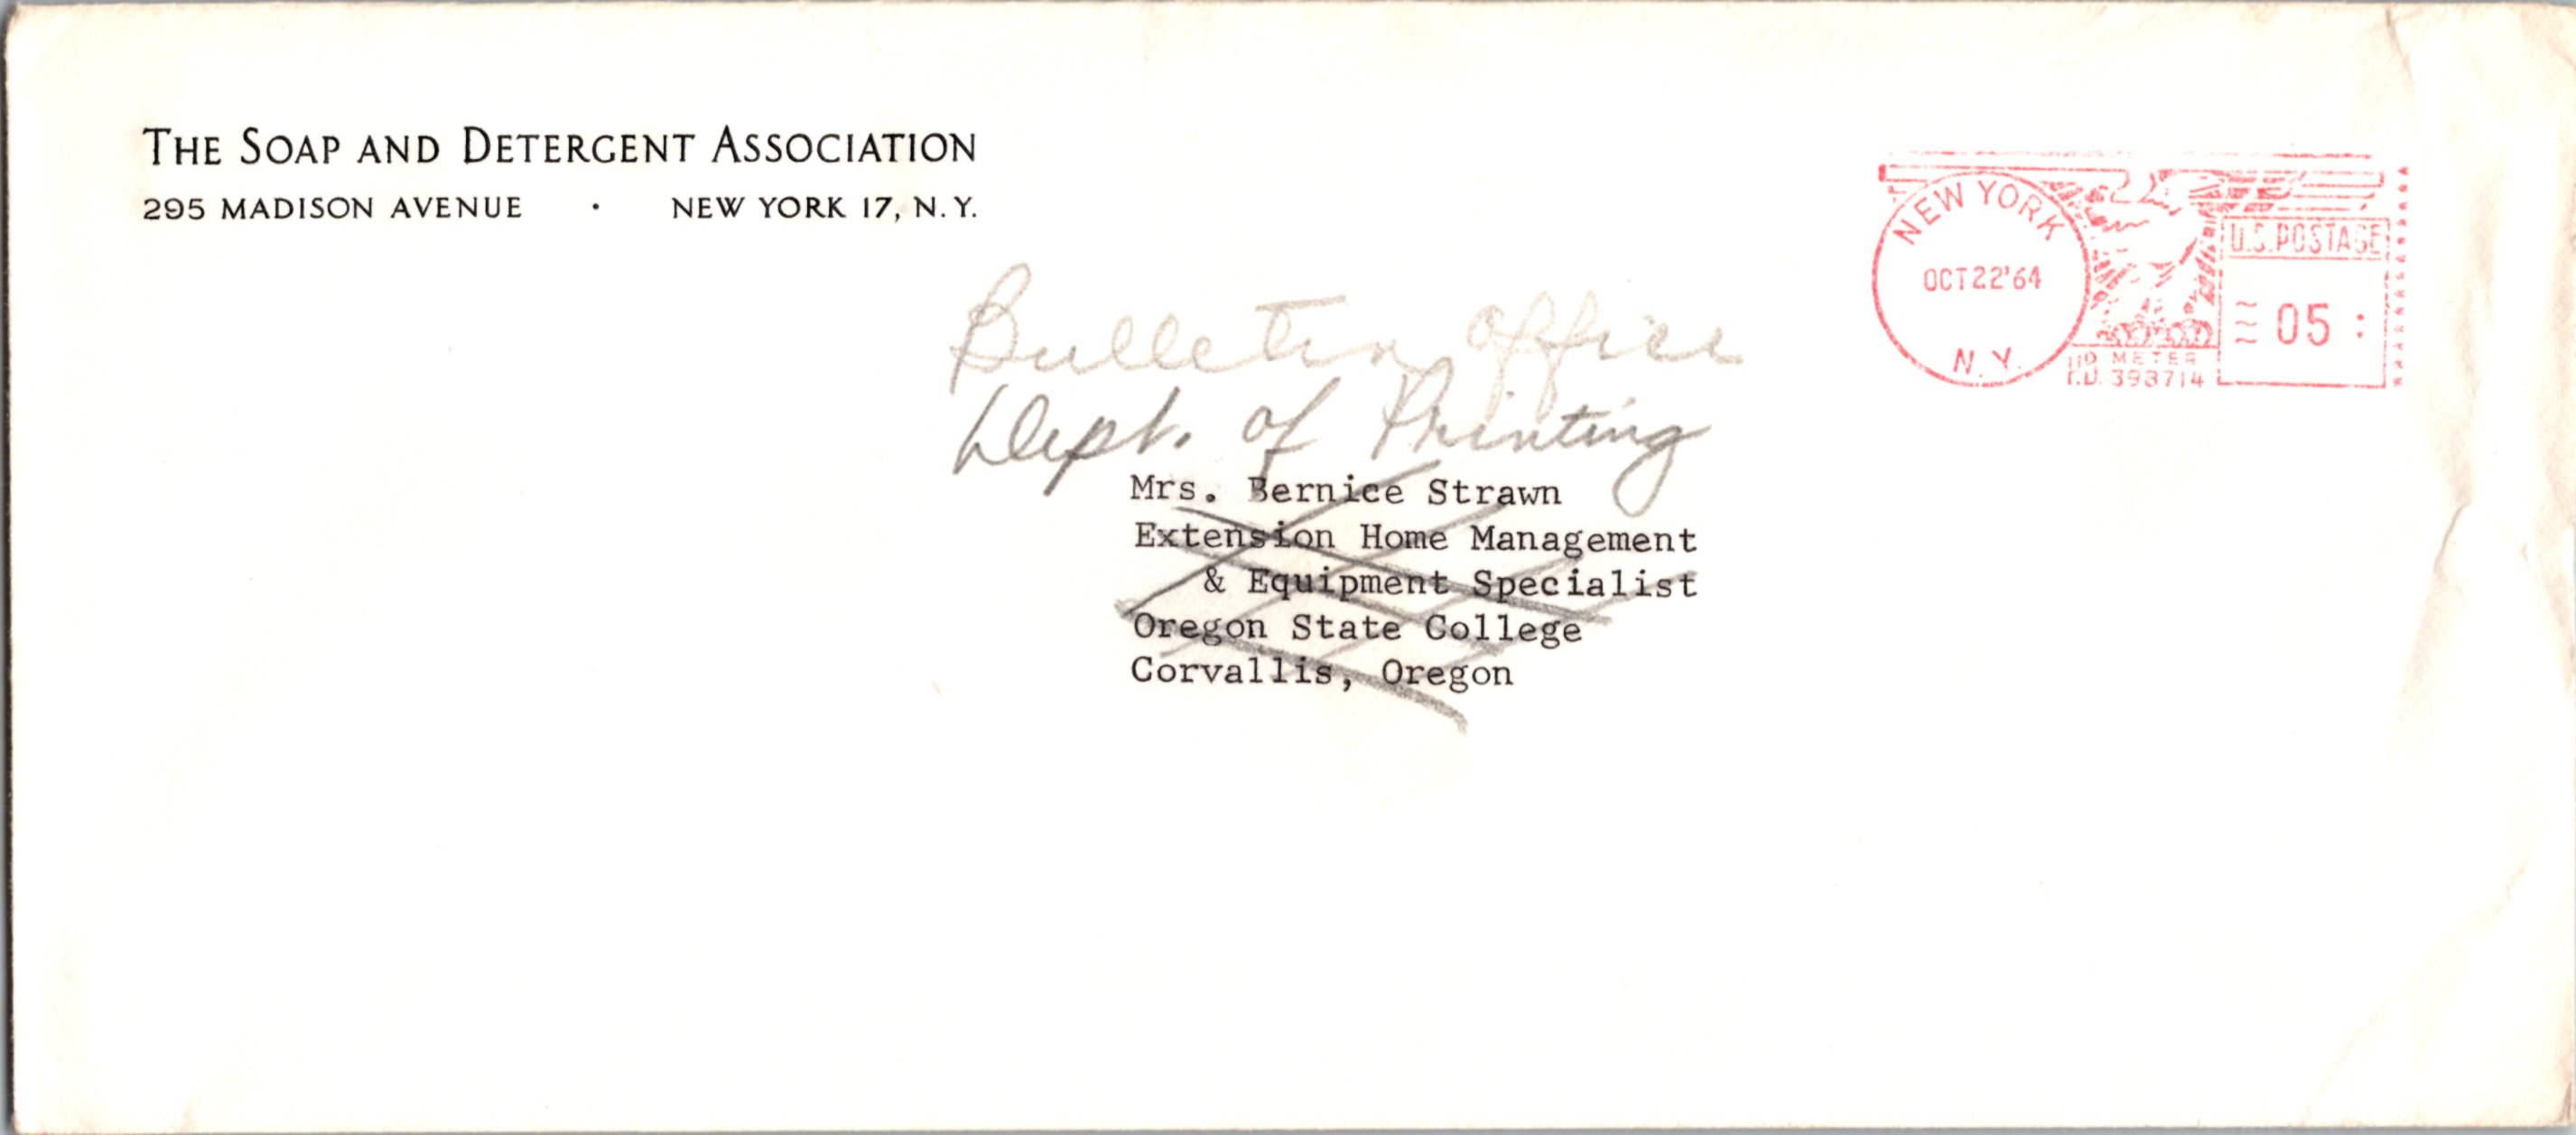 THE SOAP AND DETERGENT ASSOCIATION
295 MADISON AVENUE · NEW YORK 17, N.Y.
NEW YORK
OCT 22 '64
N.Y.
U.S. POSTAGE
05
METER
P.B. 393714
Bulletin Office
Dept. of Printing
Mrs. Bernice Strawn
Extension Home Management
& Equipment Specialist
Oregon State College
Corvallis, Oregon